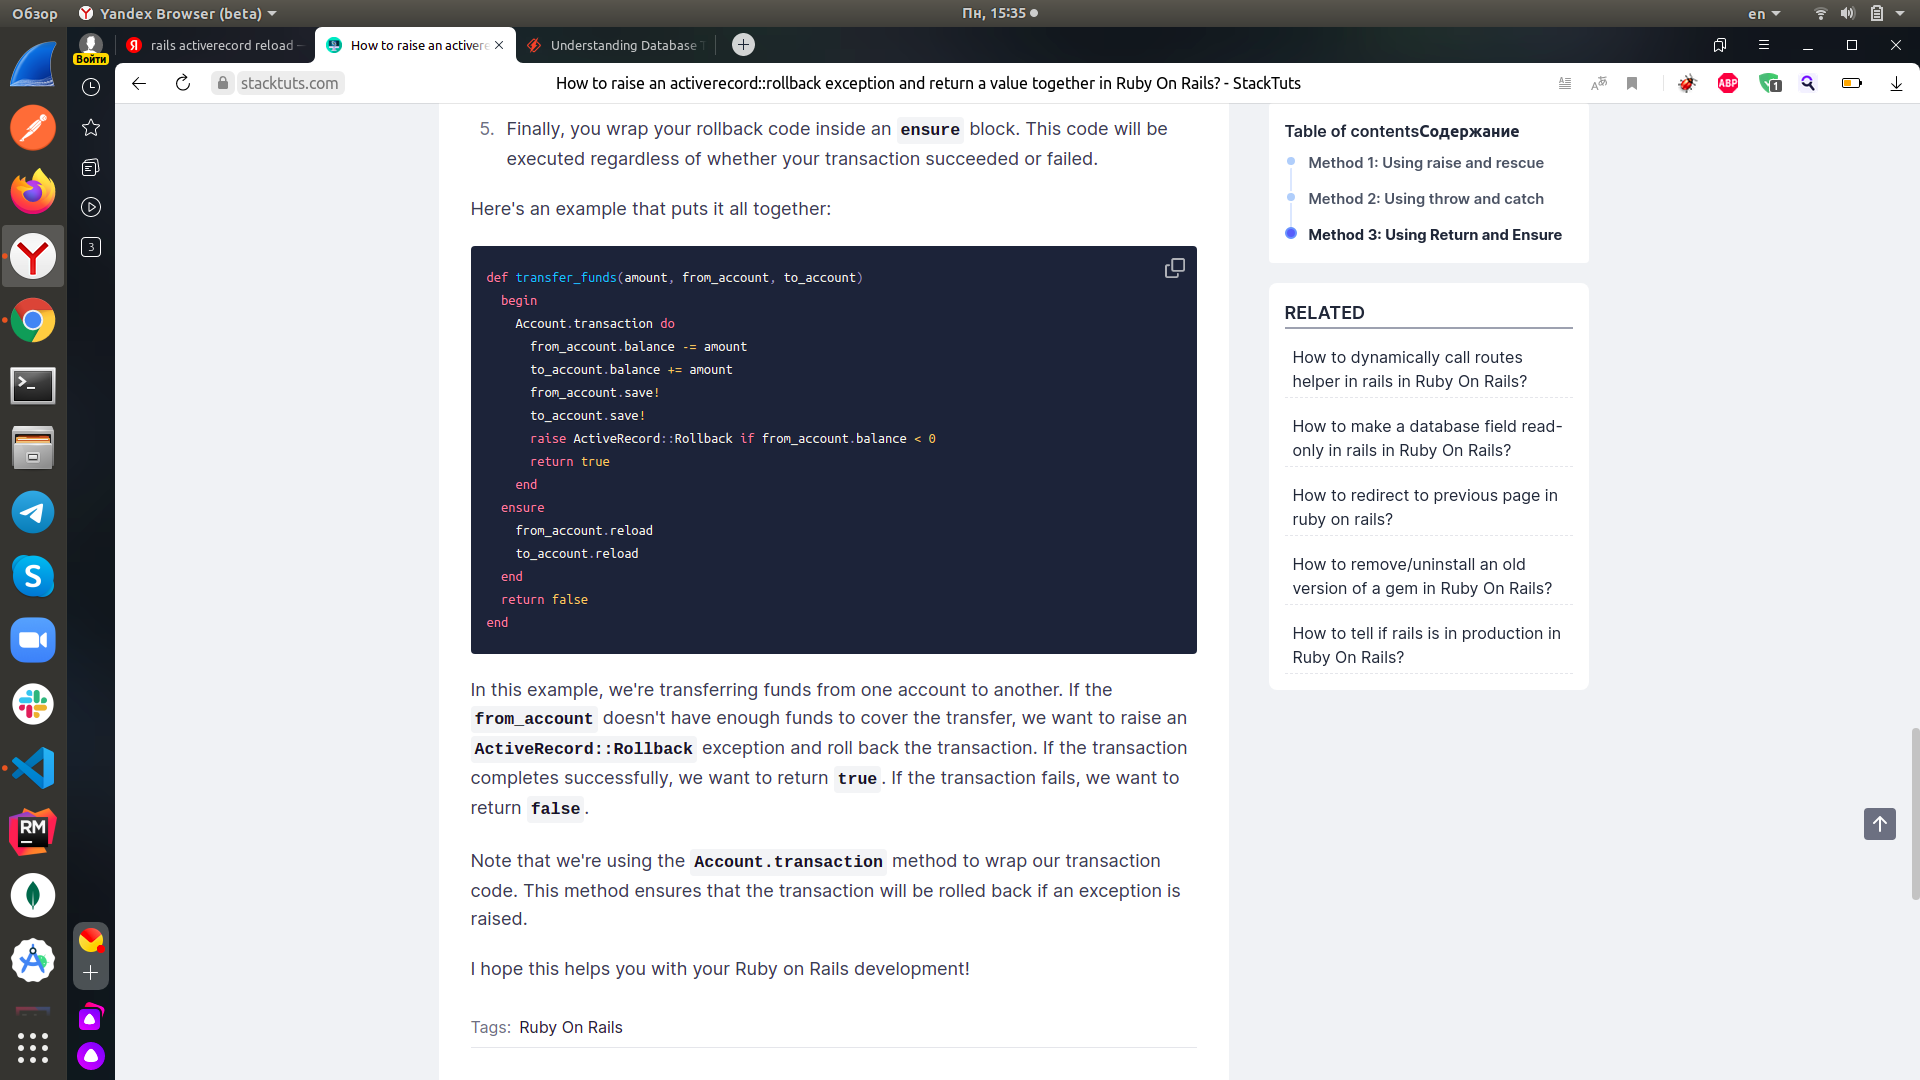 Обзор
Yandex Browser (beta)
Пн, 15:35
en
Войти
rails activerecord reload
How to raise an activere
Understanding Database T
stacktuts.com
How to raise an activerecord::rollback exception and return a value together in Ruby On Rails? - StackTuts
ABP
1
3
5. Finally, you wrap your rollback code inside an ensure block. This code will be
executed regardless of whether your transaction succeeded or failed.
Here's an example that puts it all together:
def transfer_funds(amount, from_account, to_account)
begin
Account.transaction do
from_account.balance -= amount
to_account.balance += amount
from_account.save!
to_account.save!
raise ActiveRecord::Rollback if from_account.balance < 0
return true
end
ensure
from_account.reload
to_account.reload
end
return false
end
In this example, we're transferring funds from one account to another. If the
from_account doesn't have enough funds to cover the transfer, we want to raise an
ActiveRecord::Rollback exception and roll back the transaction. If the transaction
completes successfully, we want to return true. If the transaction fails, we want to
return false.
Note that we're using the Account.transaction method to wrap our transaction
code. This method ensures that the transaction will be rolled back if an exception is
raised.
I hope this helps you with your Ruby on Rails development!
Tags: Ruby On Rails
Table of contentsСодержание
Method 1: Using raise and rescue
Method 2: Using throw and catch
Method 3: Using Return and Ensure
RELATED
How to dynamically call routes
helper in rails in Ruby On Rails?
How to make a database field read-
only in rails in Ruby On Rails?
How to redirect to previous page in
ruby on rails?
How to remove/uninstall an old
version of a gem in Ruby On Rails?
How to tell if rails is in production in
Ruby On Rails?
RM